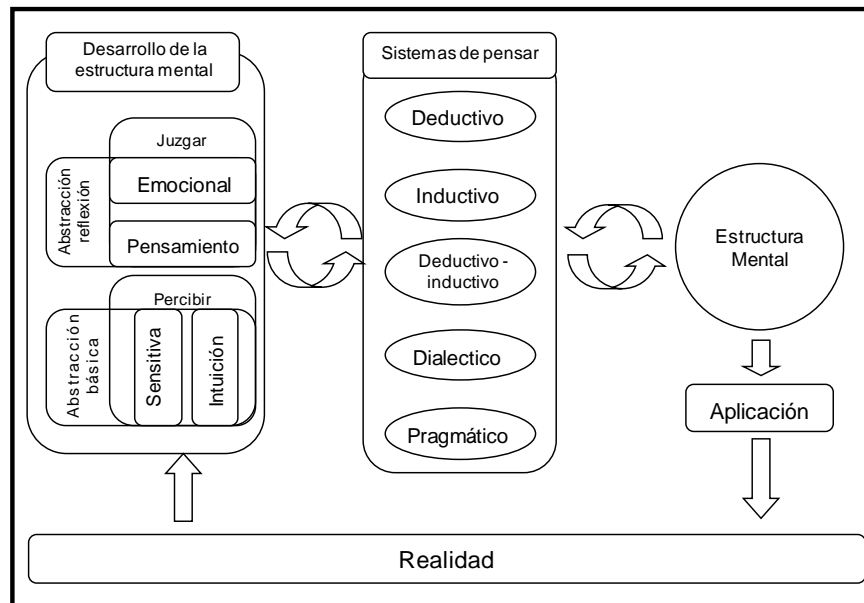 Desarrollo de la
estructura mental
Juzgar
Abstracción
reflexión
Emocional
Pensamiento
Percibir
Abstracción
básica
Sensitiva
Intuición
Sistemas de pensar
Deductivo
Inductivo
Deductivo -
inductivo
Dialectico
Pragmático
Estructura
Mental
Aplicación
Realidad